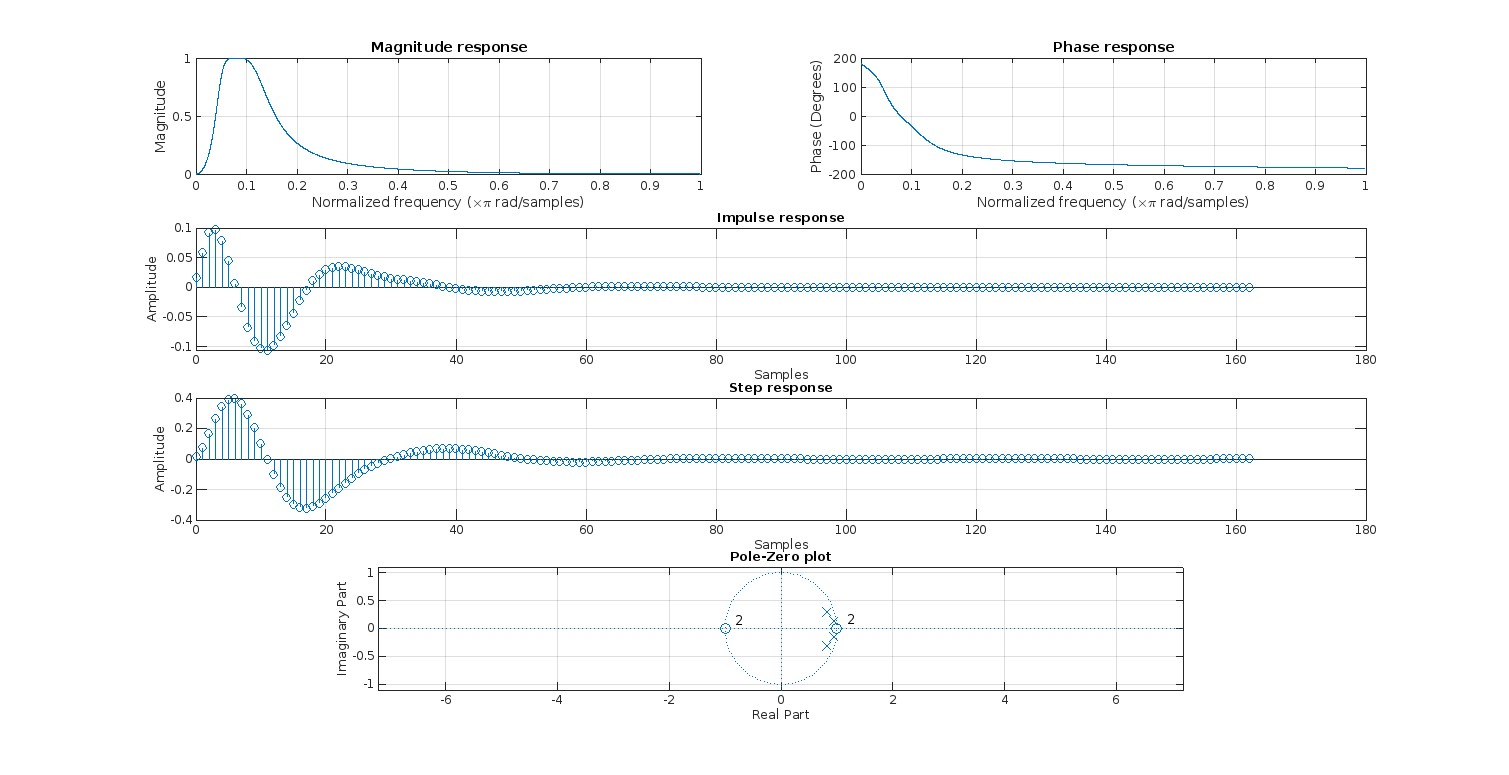 Magnitude response
Magnitude
1
0.5
0
0 0.1 0.2 0.3 0.4 0.5 0.6 0.7 0.8 0.9 1
Normalized frequency (×π rad/samples)
Phase response
Phase (Degrees)
200
100
0
-100
-200
0 0.1 0.2 0.3 0.4 0.5 0.6 0.7 0.8 0.9 1
Normalized frequency (×π rad/samples)
Impulse response
Amplitude
0.1
0.05
0
-0.05
-0.1
0 20 40 60 80 100 120 140 160 180
Samples
Step response
Amplitude
0.4
0.2
0
-0.2
-0.4
0 20 40 60 80 100 120 140 160 180
Samples
Pole-Zero plot
Imaginary Part
1
0.5
0
-0.5
-1
2 2
-6 -4 -2 0 2 4 6
Real Part